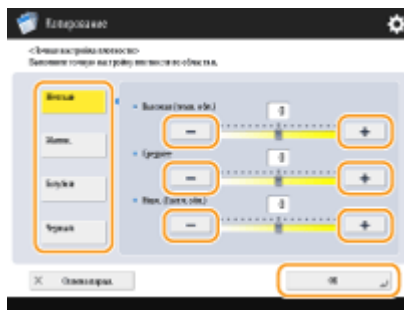 Копирование
<Точная настройка плотности>
Выполните точную настройку плотности по областям.
Желтый
• Высокая (темн. обл.)
0
− +
Малин.
• Средняя
0
− +
Голубой
• Низк. (Светл. обл.)
0
− +
Черный
× Отмена парам.
OK